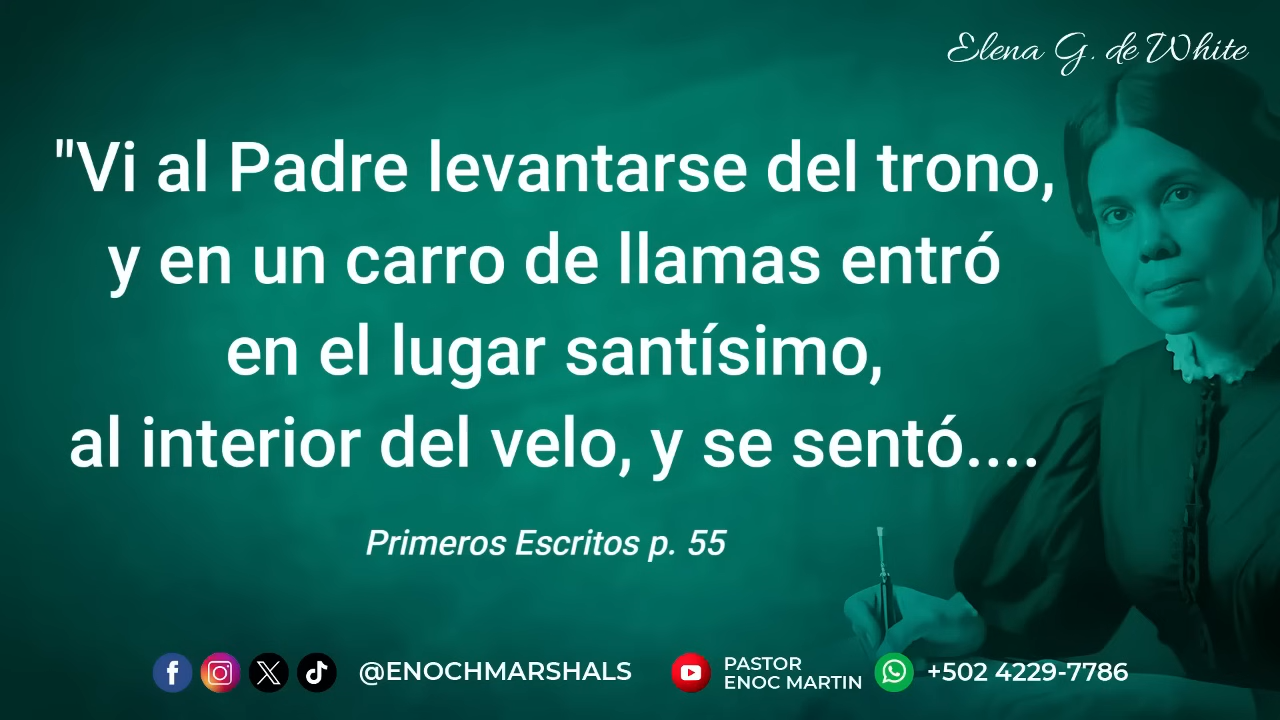 Elena G. de White
"Vi al Padre levantarse del trono,
y en un carro de llamas entró
en el lugar santísimo,
al interior del velo, y se sentó....
Primeros Escritos p. 55
@ENOCHMARSHALS
PASTOR
ENOC MARTIN
+502 4229-7786